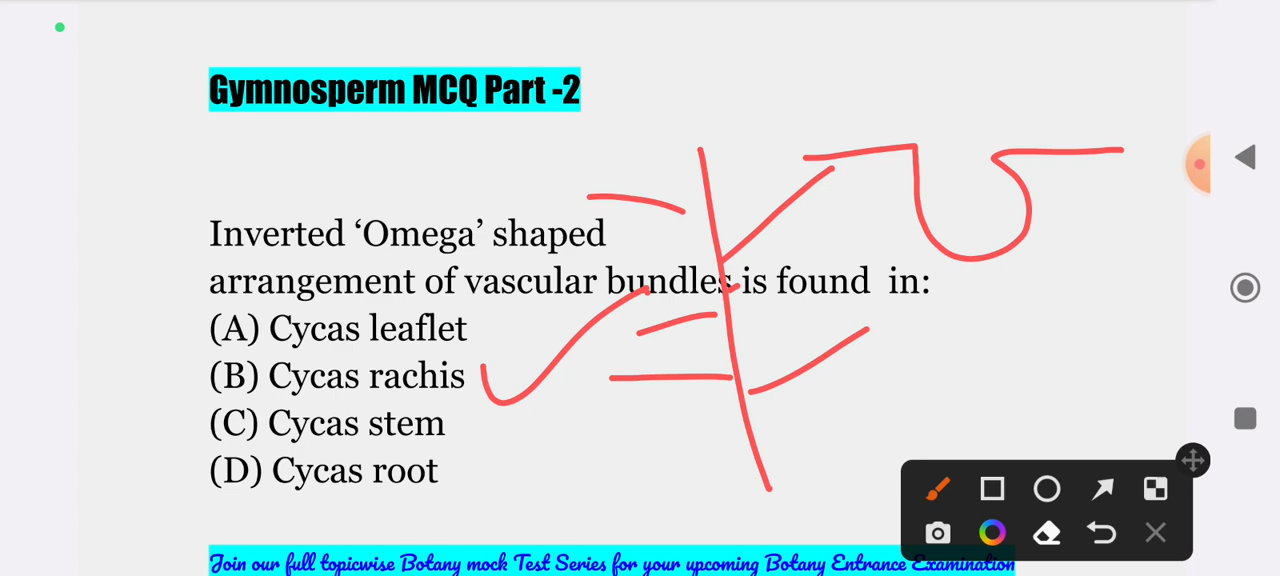 Gymnosperm MCQ Part -2
Inverted ‘Omega’ shaped
arrangement of vascular bundles is found in:
(A) Cycas leaflet
(B) Cycas rachis
(C) Cycas stem
(D) Cycas root
Join our full topicwise Botany mock Test Series for your upcoming Botany Entrance Examination